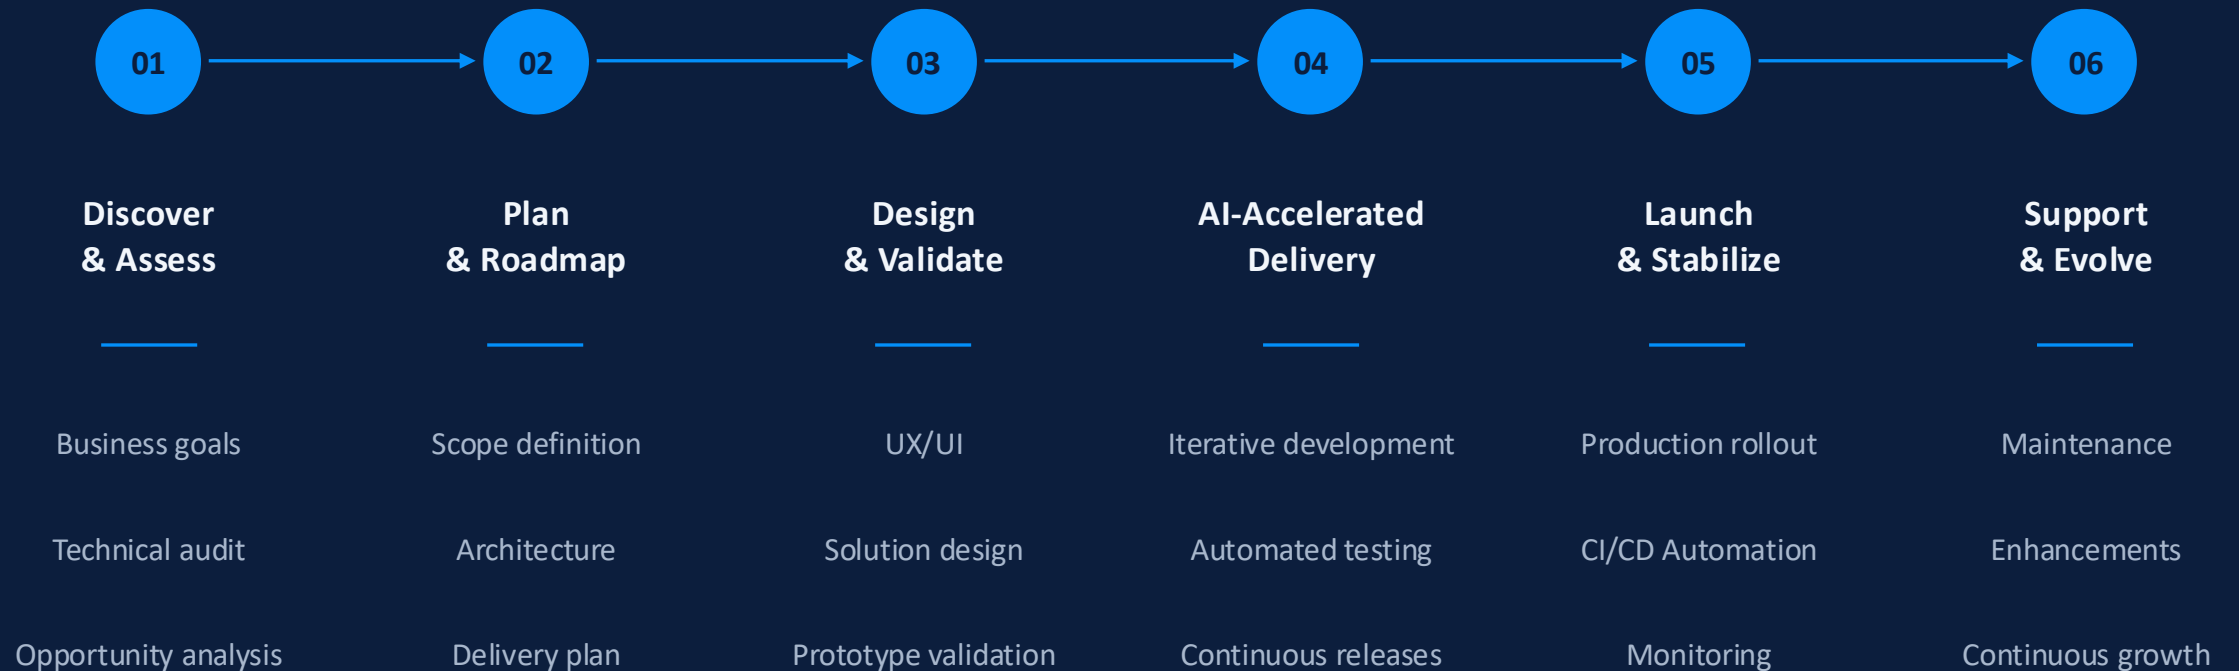 01
02
03
04
05
06
Discover
& Assess
Plan
& Roadmap
Design
& Validate
AI-Accelerated
Delivery
Launch
& Stabilize
Support
& Evolve
Business goals
Scope definition
UX/UI
Iterative development
Production rollout
Maintenance
Technical audit
Architecture
Solution design
Automated testing
CI/CD Automation
Enhancements
Opportunity analysis
Delivery plan
Prototype validation
Continuous releases
Monitoring
Continuous growth